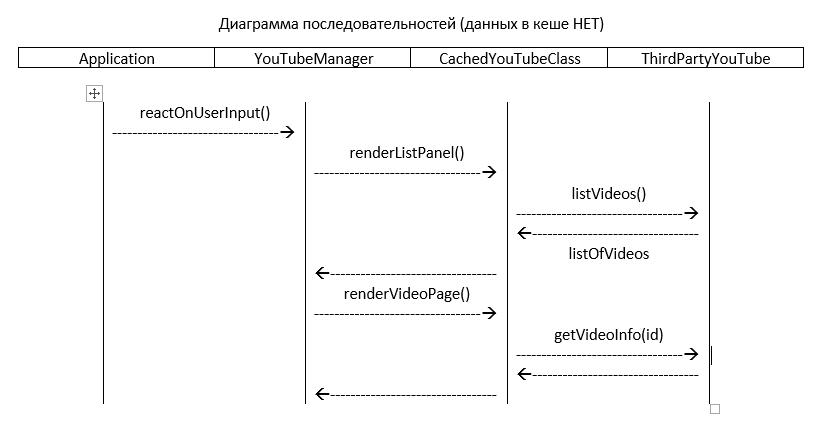 Диаграмма последовательностей (данных в кеше НЕТ)
Application YouTubeManager CachedYouTubeClass ThirdPartyYouTube
reactOnUserInput()
renderListPanel()
listVideos()
listOfVideos
renderVideoPage()
getVideoInfo(id)